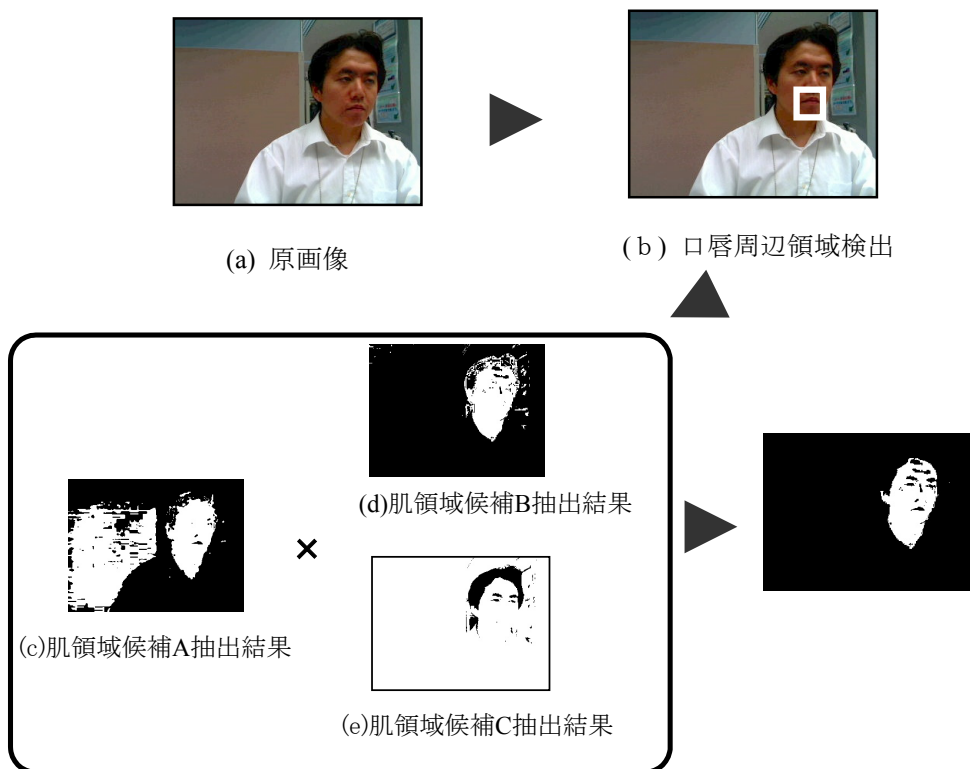 (a) 原画像
(ｂ) 口唇周辺領域検出
(d)肌領域候補B抽出結果
×
(c)肌領域候補A抽出結果
(e)肌領域候補C抽出結果